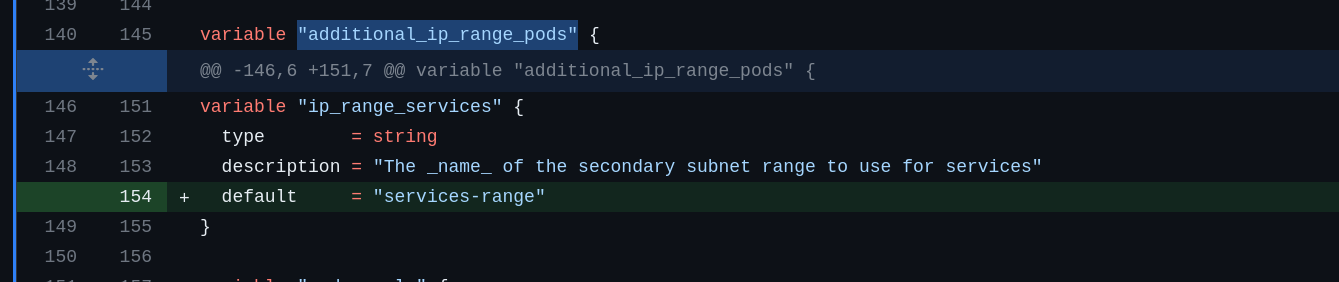 139 144
140 145 variable "additional_ip_range_pods" {
@@ -146,6 +151,7 @@ variable "additional_ip_range_pods" {
146 151 variable "ip_range_services" {
147 152 type = string
148 153 description = "The _name_ of the secondary subnet range to use for services"
154 + default = "services-range"
149 155 }
150 156